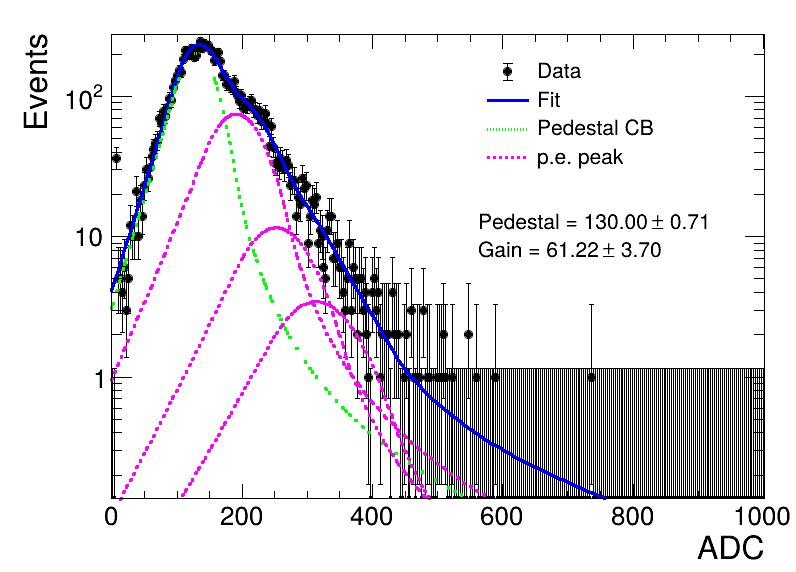 Events
Data
Fit
Pedestal CB
p.e. peak
Pedestal = 130.00 ± 0.71
Gain = 61.22 ± 3.70
10²
10
1
0 200 400 600 800 1000
ADC